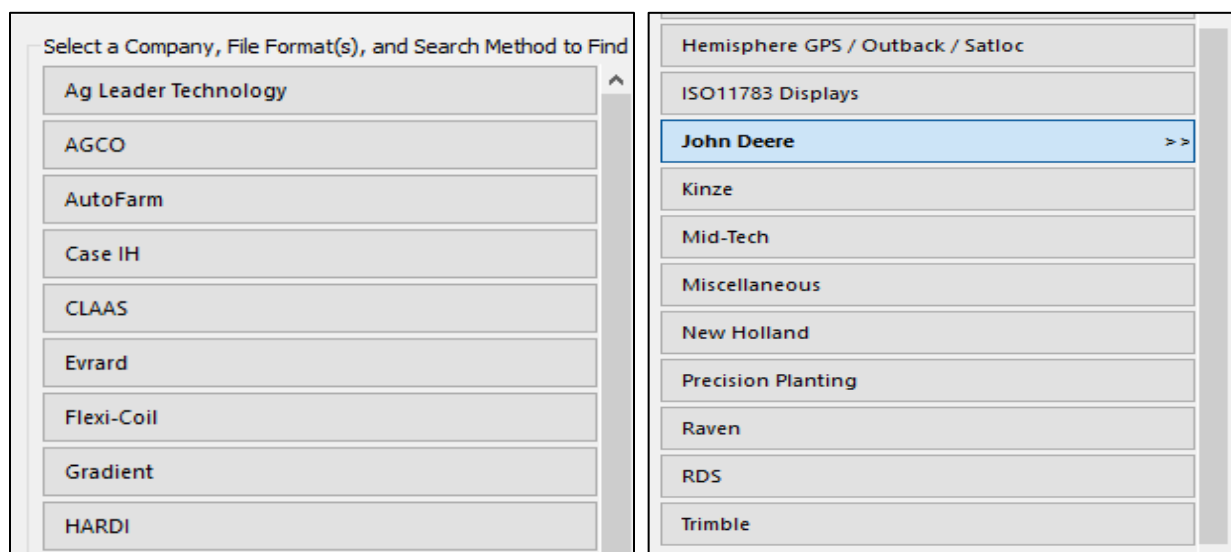 Select a Company, File Format(s), and Search Method to Find
Ag Leader Technology
AGCO
AutoFarm
Case IH
CLAAS
Evrard
Flexi-Coil
Gradient
HARDI
Hemisphere GPS / Outback / Satloc
ISO11783 Displays
John Deere >>
Kinze
Mid-Tech
Miscellaneous
New Holland
Precision Planting
Raven
RDS
Trimble